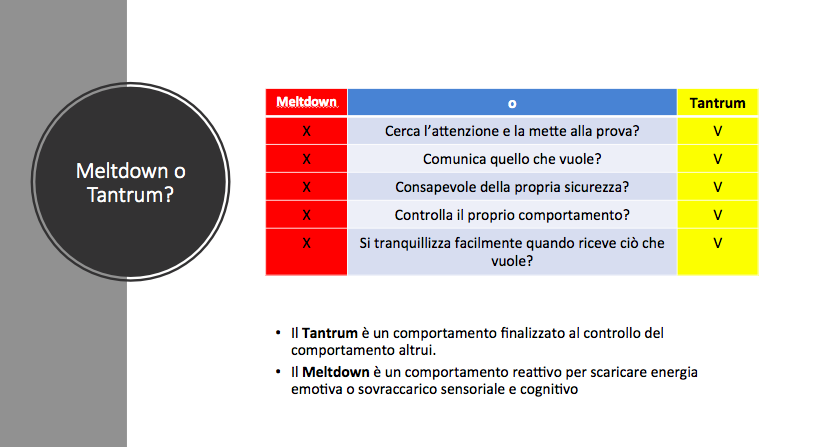 Meltdown o
Tantrum?
Meltdown o Tantrum
X Cerca l'attenzione e la mette alla prova? V
X Comunica quello che vuole? V
X Consapevole della propria sicurezza? V
X Controlla il proprio comportamento? V
X Si tranquillizza facilmente quando riceve ciò che V
vuole?
• Il Tantrum è un comportamento finalizzato al controllo del
comportamento altrui.
• Il Meltdown è un comportamento reattivo per scaricare energia
emotiva o sovraccarico sensoriale e cognitivo